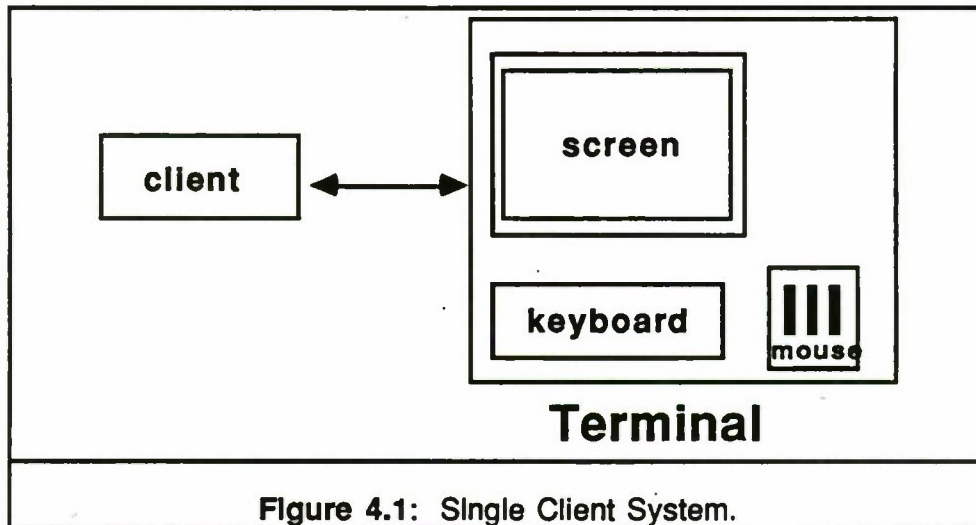 screen
client
keyboard
mouse
Terminal
Figure 4.1: Single Client System.